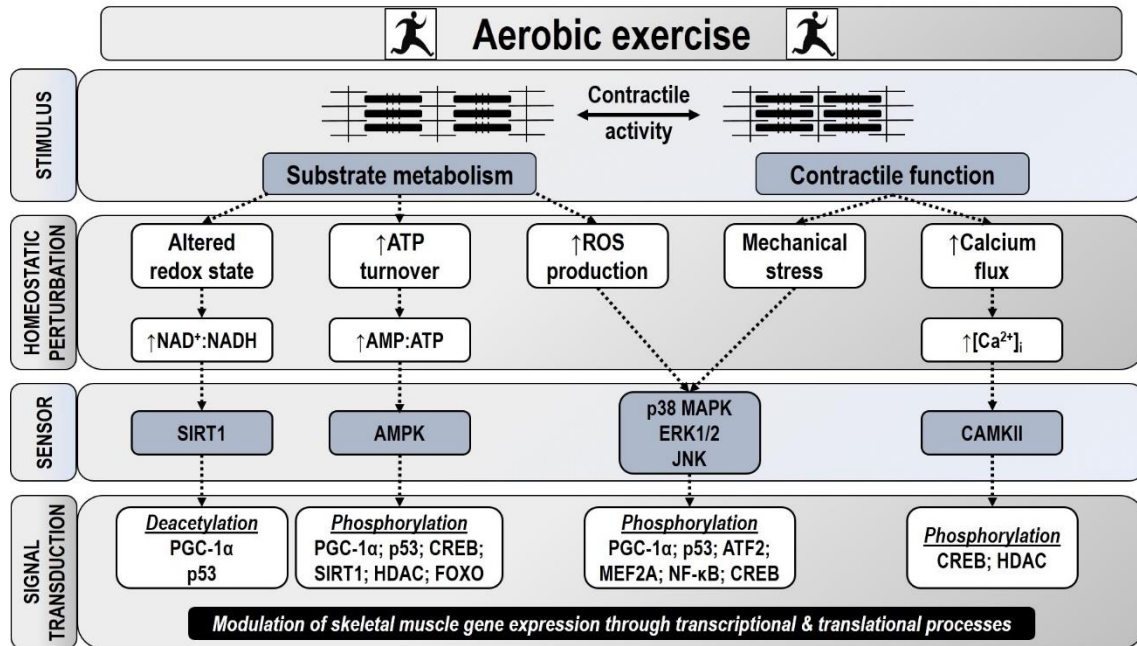 Aerobic exercise
STIMULUS
Contractile
activity
Substrate metabolism
Contractile function
HOMEOSTATIC
PERTURBATION
Altered
redox state
↑ATP
turnover
↑ROS
production
Mechanical
stress
↑Calcium
flux
↑NAD⁺:NADH
↑AMP:ATP
↑[Ca²⁺]ᵢ
SENSOR
SIRT1
AMPK
p38 MAPK
ERK1/2
JNK
CAMKII
SIGNAL
TRANSDUCTION
Deacetylation
PGC-1α
p53
Phosphorylation
PGC-1α; p53; CREB;
SIRT1; HDAC; FOXO
Phosphorylation
PGC-1α; p53; ATF2;
MEF2A; NF-κB; CREB
Phosphorylation
CREB; HDAC
Modulation of skeletal muscle gene expression through transcriptional & translational processes